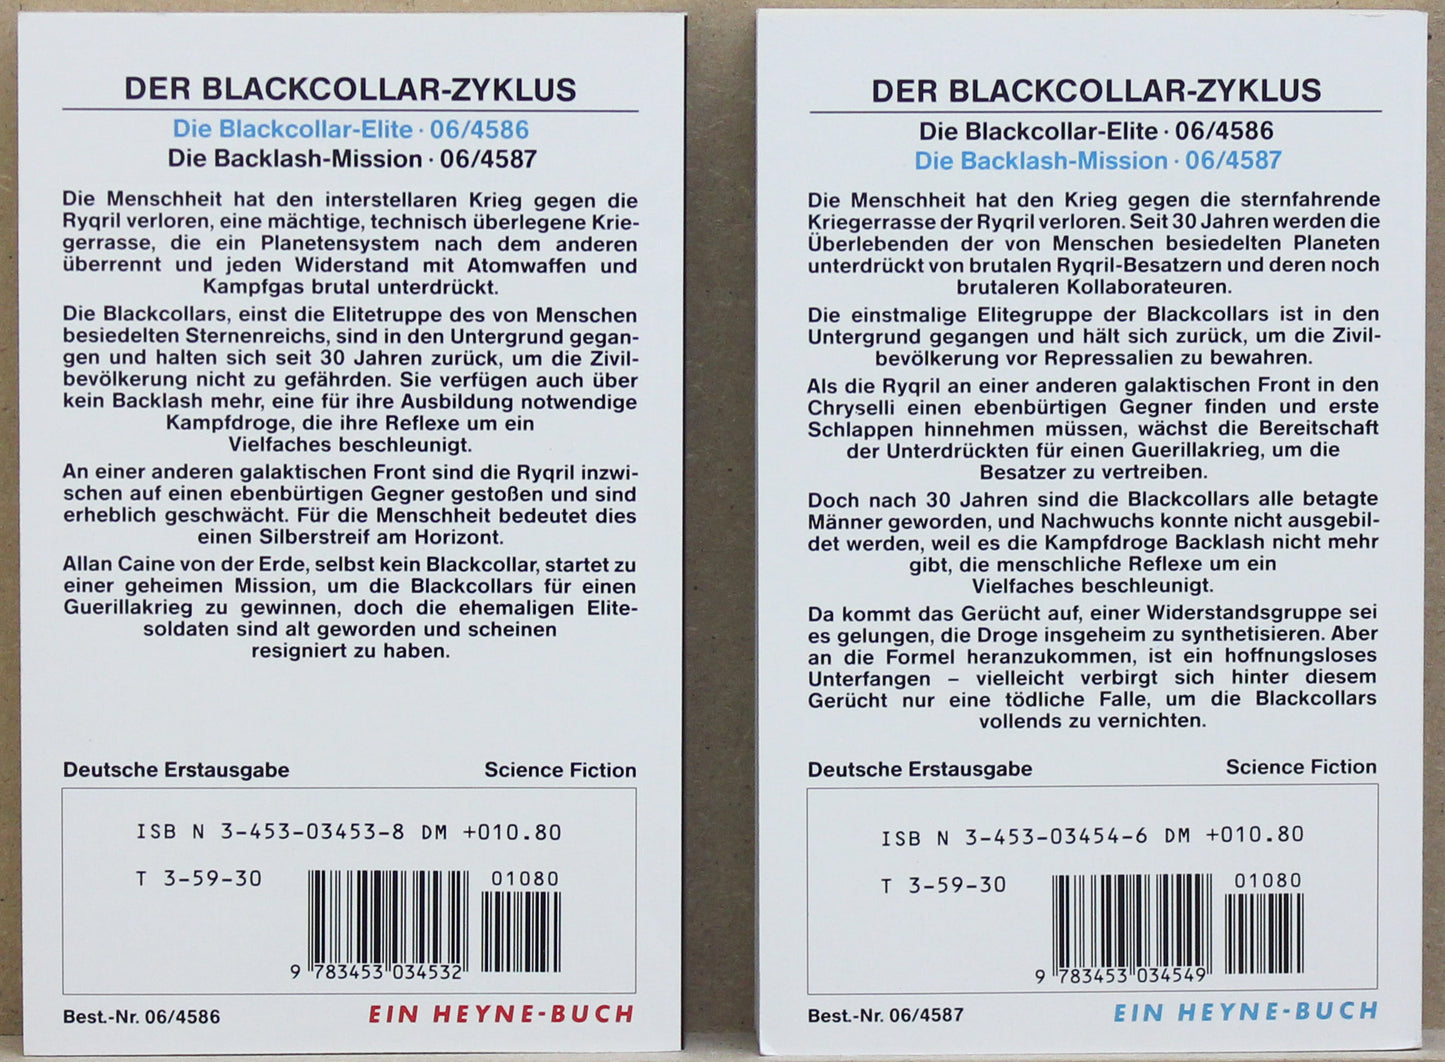 DER BLACKCOLLAR-ZYKLUS
Die Blackcollar-Elite · 06/4586
Die Backlash-Mission · 06/4587
Die Menschheit hat den interstellaren Krieg gegen die
Ryqril verloren, eine mächtige, technisch überlegene Krie-
gerrasse, die ein Planetensystem nach dem anderen
überrennt und jeden Widerstand mit Atomwaffen und
Kampfgas brutal unterdrückt.
Die Blackcollars, einst die Elitetruppe des von Menschen
besiedelten Sternenreichs, sind in den Untergrund gegan-
gen und halten sich seit 30 Jahren zurück, um die Zivil-
bevölkerung nicht zu gefährden. Sie verfügen auch über
kein Backlash mehr, eine für ihre Ausbildung notwendige
Kampfdroge, die ihre Reflexe um ein
Vielfaches beschleunigt.
An einer anderen galaktischen Front sind die Ryqril inzwi-
schen auf einen ebenbürtigen Gegner gestoßen und sind
erheblich geschwächt. Für die Menschheit bedeutet dies
einen Silberstreif am Horizont.
Allan Caine von der Erde, selbst kein Blackcollar, startet zu
einer geheimen Mission, um die Blackcollars für einen
Guerillakrieg zu gewinnen, doch die ehemaligen Elite-
soldaten sind alt geworden und scheinen
resigniert zu haben.
Deutsche Erstausgabe
Science Fiction
ISB N 3-453-03453-8 DM +010.80
T 3-59-30
01080
9 783453 034532
Best.-Nr. 06/4586
EIN HEYNE-BUCH
DER BLACKCOLLAR-ZYKLUS
Die Blackcollar-Elite · 06/4586
Die Backlash-Mission · 06/4587
Die Menschheit hat den Krieg gegen die sternfahrende
Kriegerrasse der Ryqril verloren. Seit 30 Jahren werden die
Überlebenden der von Menschen besiedelten Planeten
unterdrückt von brutalen Ryqril-Besatzern und deren noch
brutaleren Kollaborateuren.
Die einstmalige Elitegruppe der Blackcollars ist in den
Untergrund gegangen und hält sich zurück, um die Zivil-
bevölkerung vor Repressalien zu bewahren.
Als die Ryqril an einer anderen galaktischen Front in den
Chryselli einen ebenbürtigen Gegner finden und erste
Schlappen hinnehmen müssen, wächst die Bereitschaft
der Unterdrückten für einen Guerillakrieg, um die
Besatzer zu vertreiben.
Doch nach 30 Jahren sind die Blackcollars alle betagte
Männer geworden, und Nachwuchs konnte nicht ausgebil-
det werden, weil es die Kampfdroge Backlash nicht mehr
gibt, die menschliche Reflexe um ein
Vielfaches beschleunigt.
Da kommt das Gerücht auf, einer Widerstandsgruppe sei
es gelungen, die Droge insgeheim zu synthetisieren. Aber
an die Formel heranzukommen, ist ein hoffnungsloses
Unterfangen – vielleicht verbirgt sich hinter diesem
Gerücht nur eine tödliche Falle, um die Blackcollars
vollends zu vernichten.
Deutsche Erstausgabe
Science Fiction
ISB N 3-453-03454-6 DM +010.80
T 3-59-30
01080
9 783453 034549
Best.-Nr. 06/4587
EIN HEYNE-BUCH